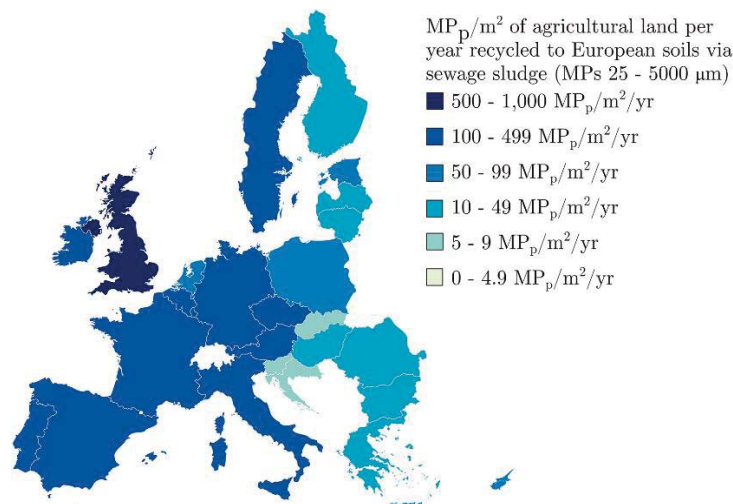 MPp/m² of agricultural land per
year recycled to European soils via
sewage sludge (MPs 25 - 5000 μm)
500 - 1,000 MPₚ/m²/yr
100 - 499 MPₚ/m²/yr
50 - 99 MPₚ/m²/yr
10 - 49 MPₚ/m²/yr
5 - 9 MPₚ/m²/yr
0 - 4.9 MPₚ/m²/yr